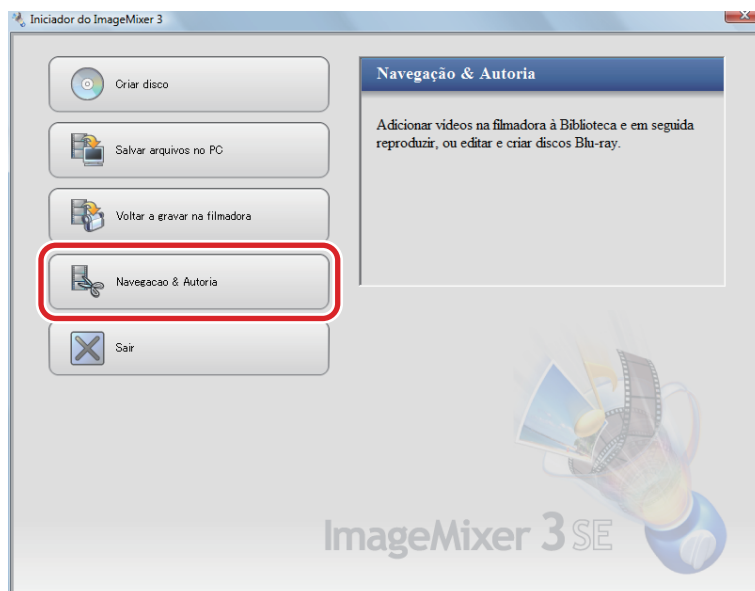 Iniciador do ImageMixer 3
Criar disco
Salvar arquivos no PC
Voltar a gravar na filmadora
Navegacao & Autoria
Sair
Navegação & Autoria
Adicionar videos na filmadora à Biblioteca e em seguida
reproduzir, ou editar e criar discos Blu-ray.
ImageMixer 3 SE